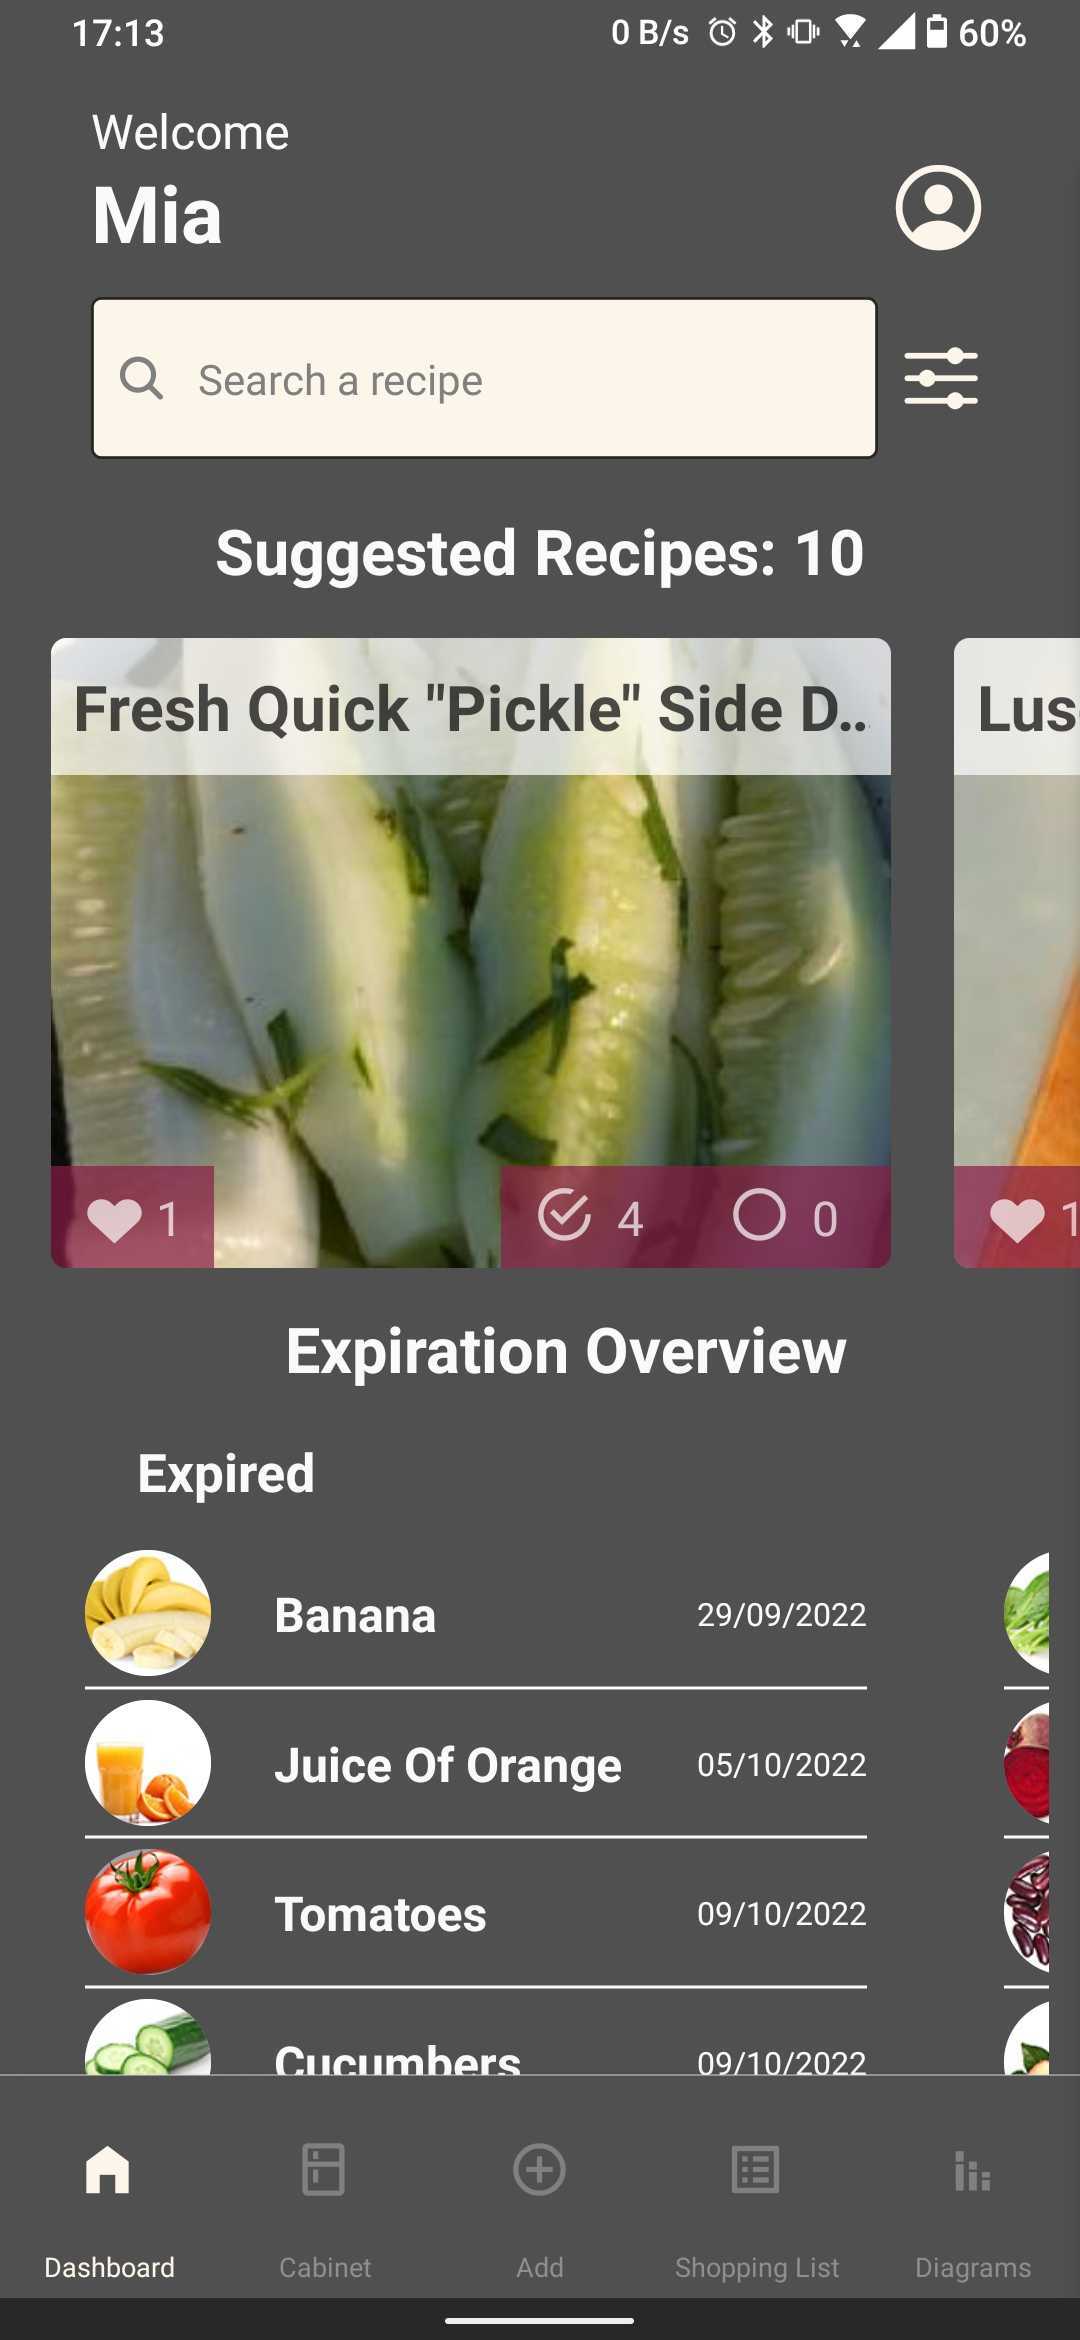 17:13 0 B/s 60%
Welcome
Mia
Search a recipe
Suggested Recipes: 10
Fresh Quick "Pickle" Side D..
Lus
1 4 0 1
Expiration Overview
Expired
Banana 29/09/2022
Juice Of Orange 05/10/2022
Tomatoes 09/10/2022
Cucumbers 09/10/2022
Dashboard Cabinet Add Shopping List Diagrams